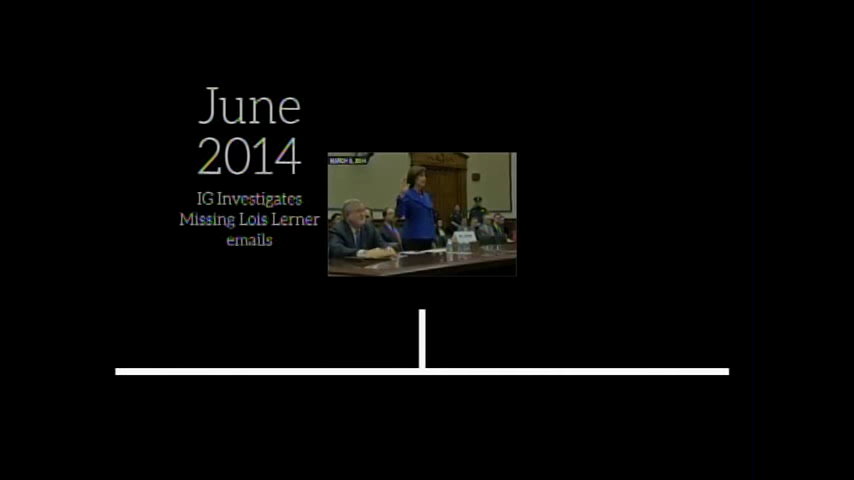 June
2014
IG Investigates
Missing Lois Lerner
emails
MARCH 5, 2014